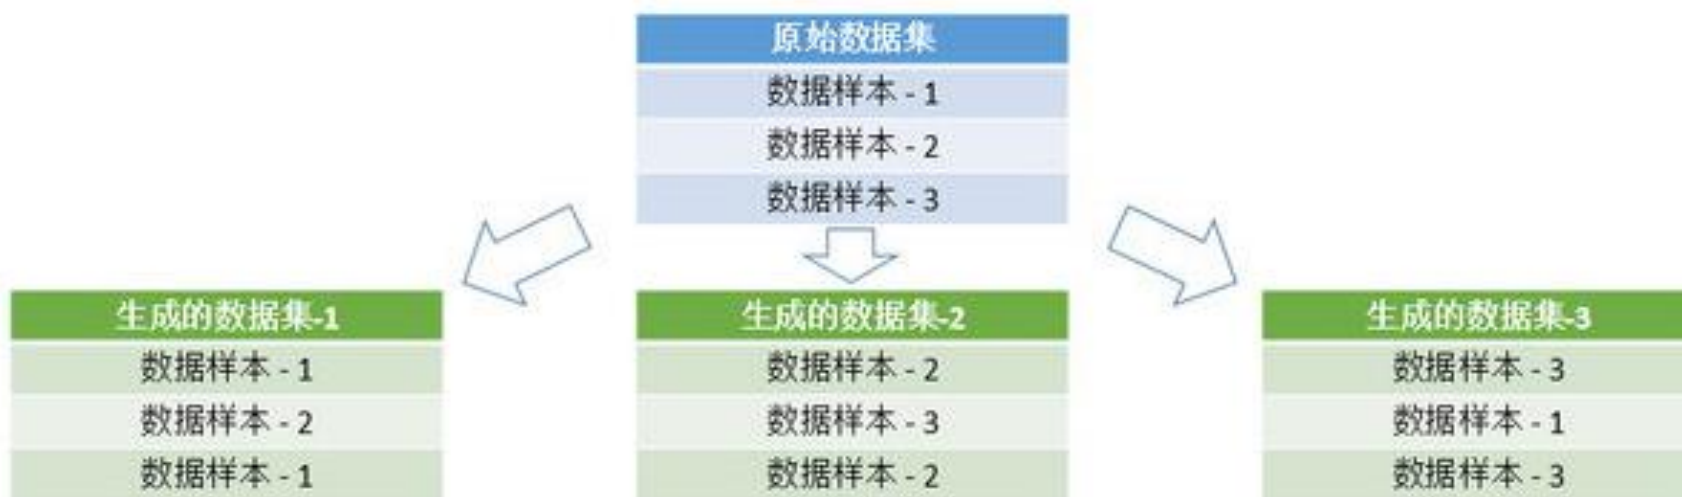 原始数据集
数据样本 - 1
数据样本 - 2
数据样本 - 3
生成的数据集-1
数据样本 - 1
数据样本 - 2
数据样本 - 1
生成的数据集-2
数据样本 - 2
数据样本 - 3
数据样本 - 2
生成的数据集-3
数据样本 - 3
数据样本 - 1
数据样本 - 3